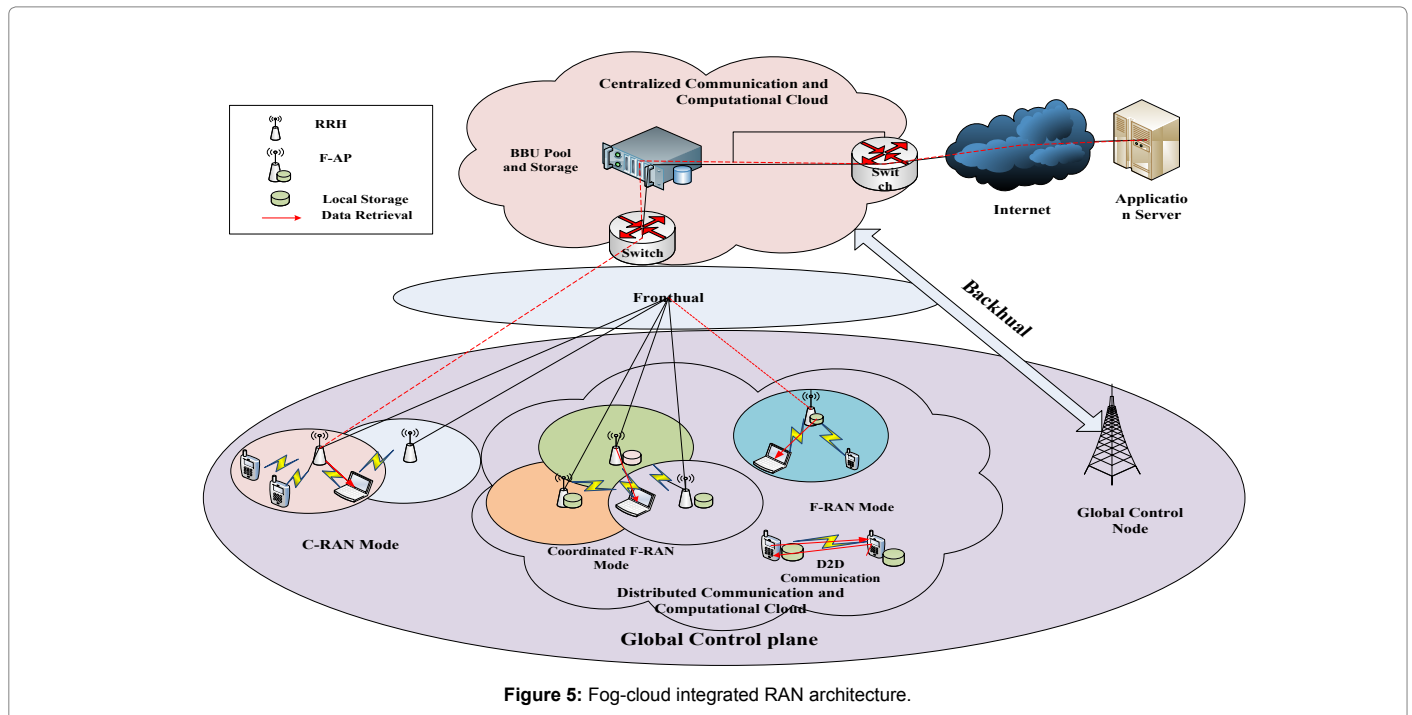 Centralized Communication and
Computational Cloud
RRH
F-AP
Local Storage
Data Retrieval
BBU Pool
and Storage
Swit
ch
Internet
Applicatio
n Server
Switch
Fronthual
Backhual
C-RAN Mode
Coordinated F-RAN
Mode
F-RAN Mode
D2D
Communication
Global Control
Node
Distributed Communication and
Computational Cloud
Global Control plane
Figure 5: Fog-cloud integrated RAN architecture.